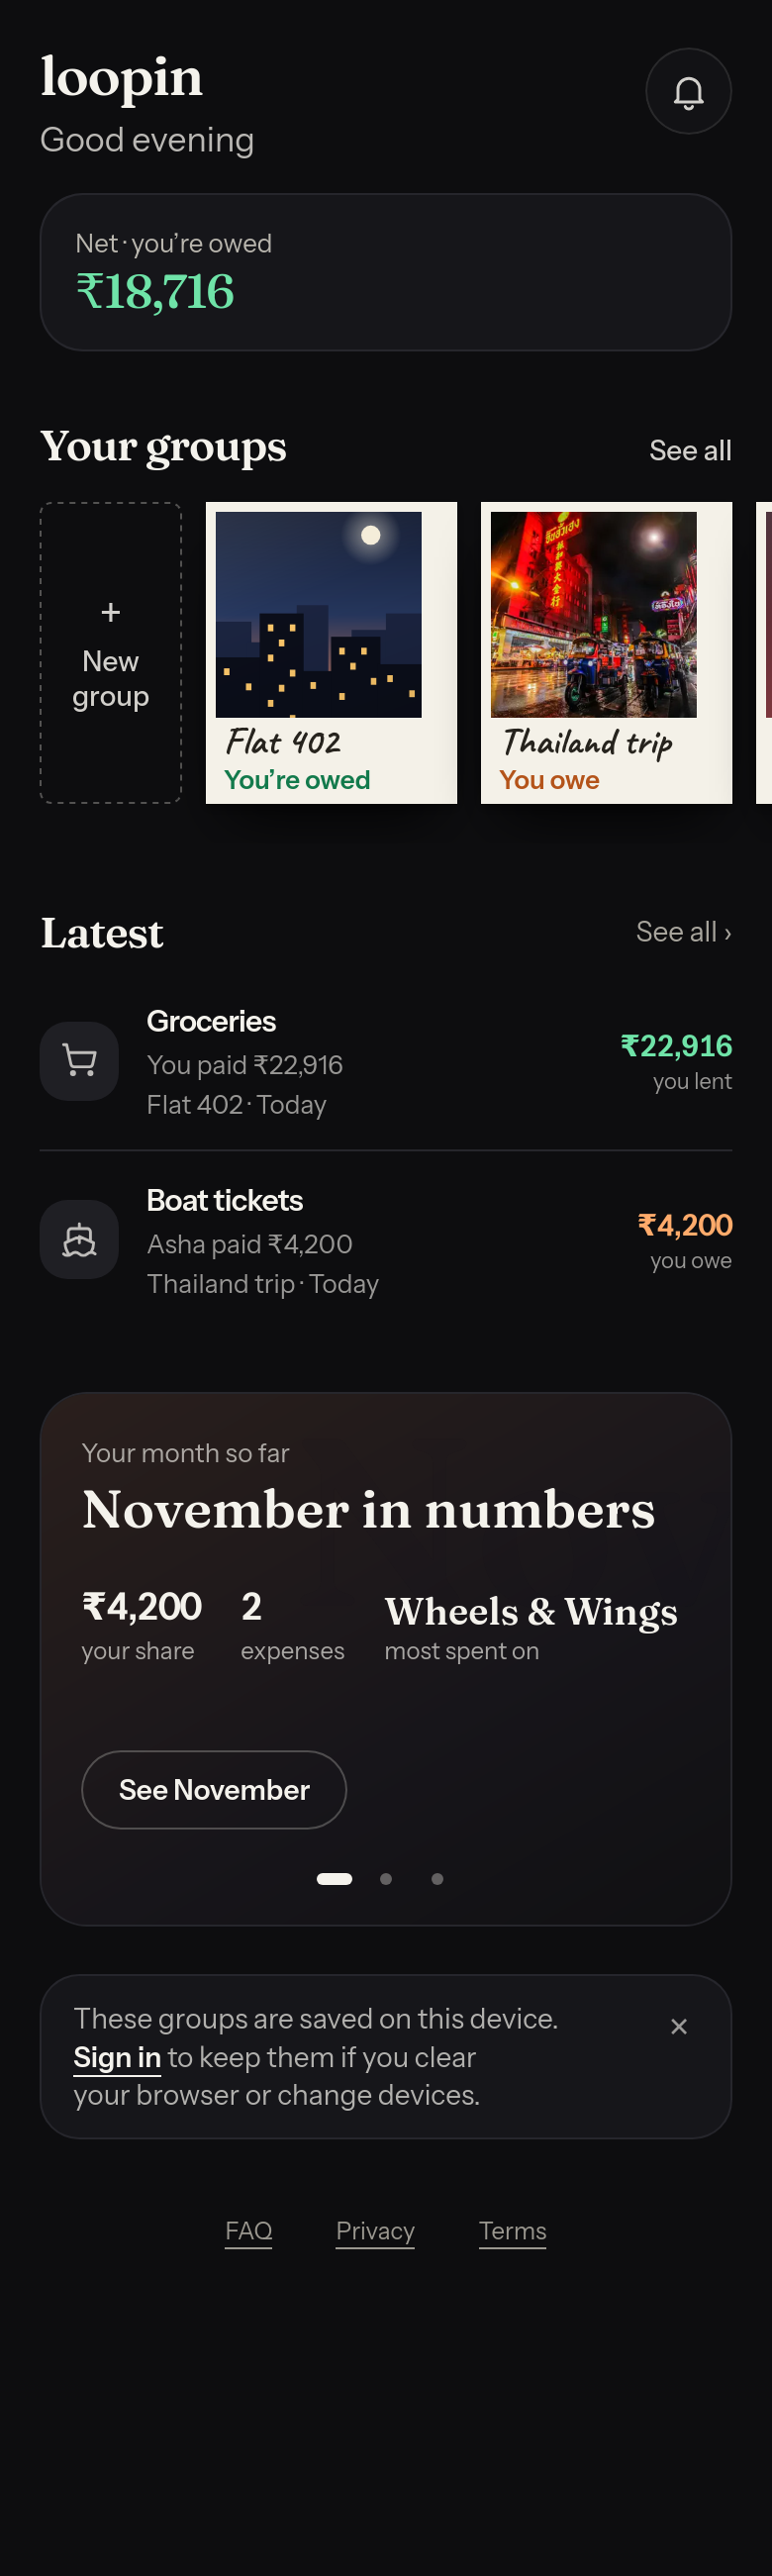 loopin
Good evening
Net · you’re owed
₹18,716
Your groups
See all
+
New
group
Flat 402
You’re owed
Thailand trip
You owe
Latest
See all ›
Groceries
You paid ₹22,916
Flat 402 · Today
₹22,916
you lent
Boat tickets
Asha paid ₹4,200
Thailand trip · Today
₹4,200
you owe
Your month so far
November in numbers
₹4,200
your share
2
expenses
Wheels & Wings
most spent on
See November
These groups are saved on this device.
Sign in to keep them if you clear
your browser or change devices.
×
FAQ
Privacy
Terms